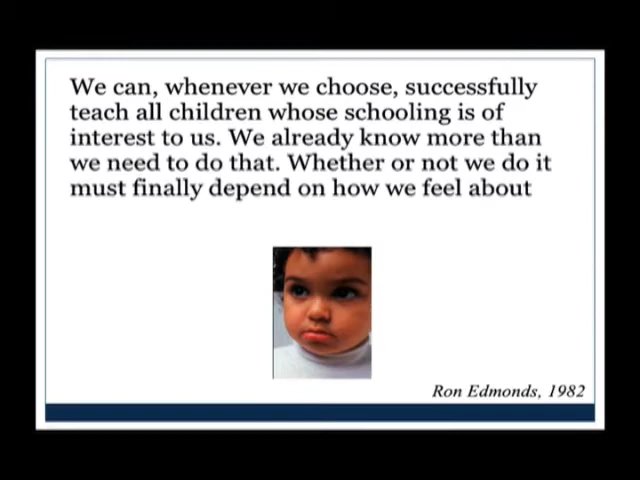 We can, whenever we choose, successfully
teach all children whose schooling is of
interest to us. We already know more than
we need to do that. Whether or not we do it
must finally depend on how we feel about
Ron Edmonds, 1982